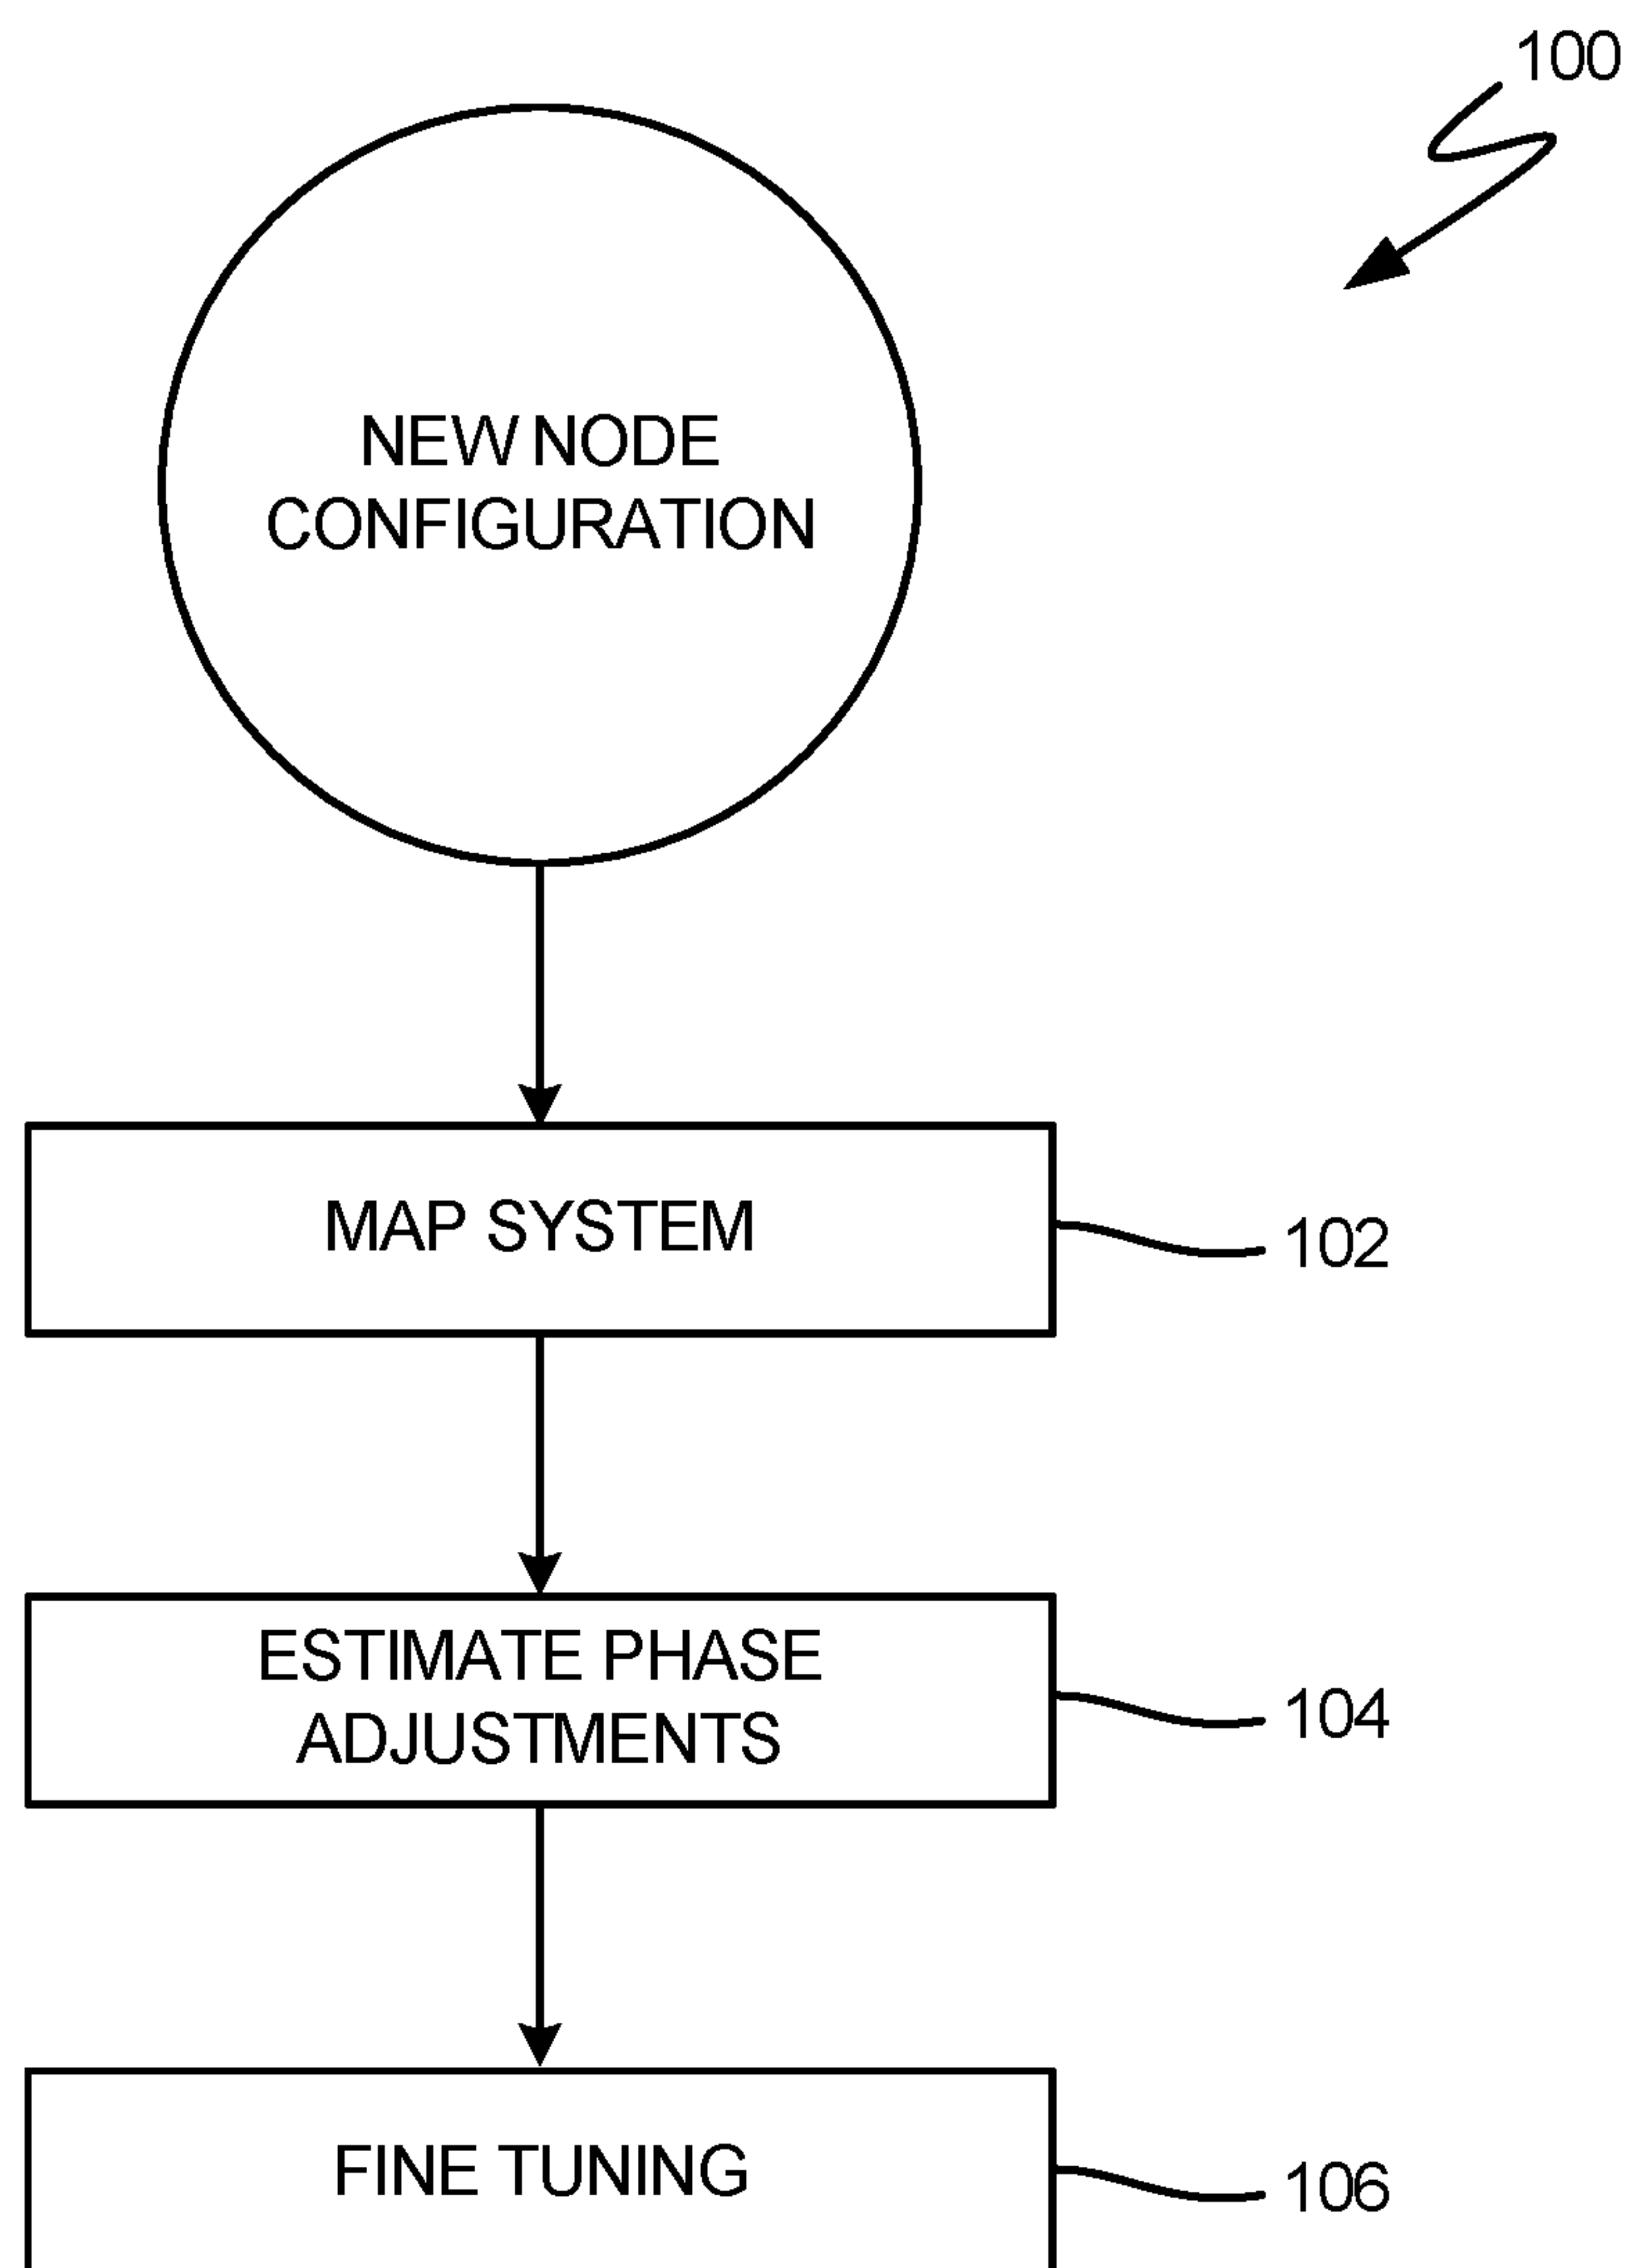 100
NEW NODE
CONFIGURATION
MAP SYSTEM
102
ESTIMATE PHASE
ADJUSTMENTS
104
FINE TUNING
106